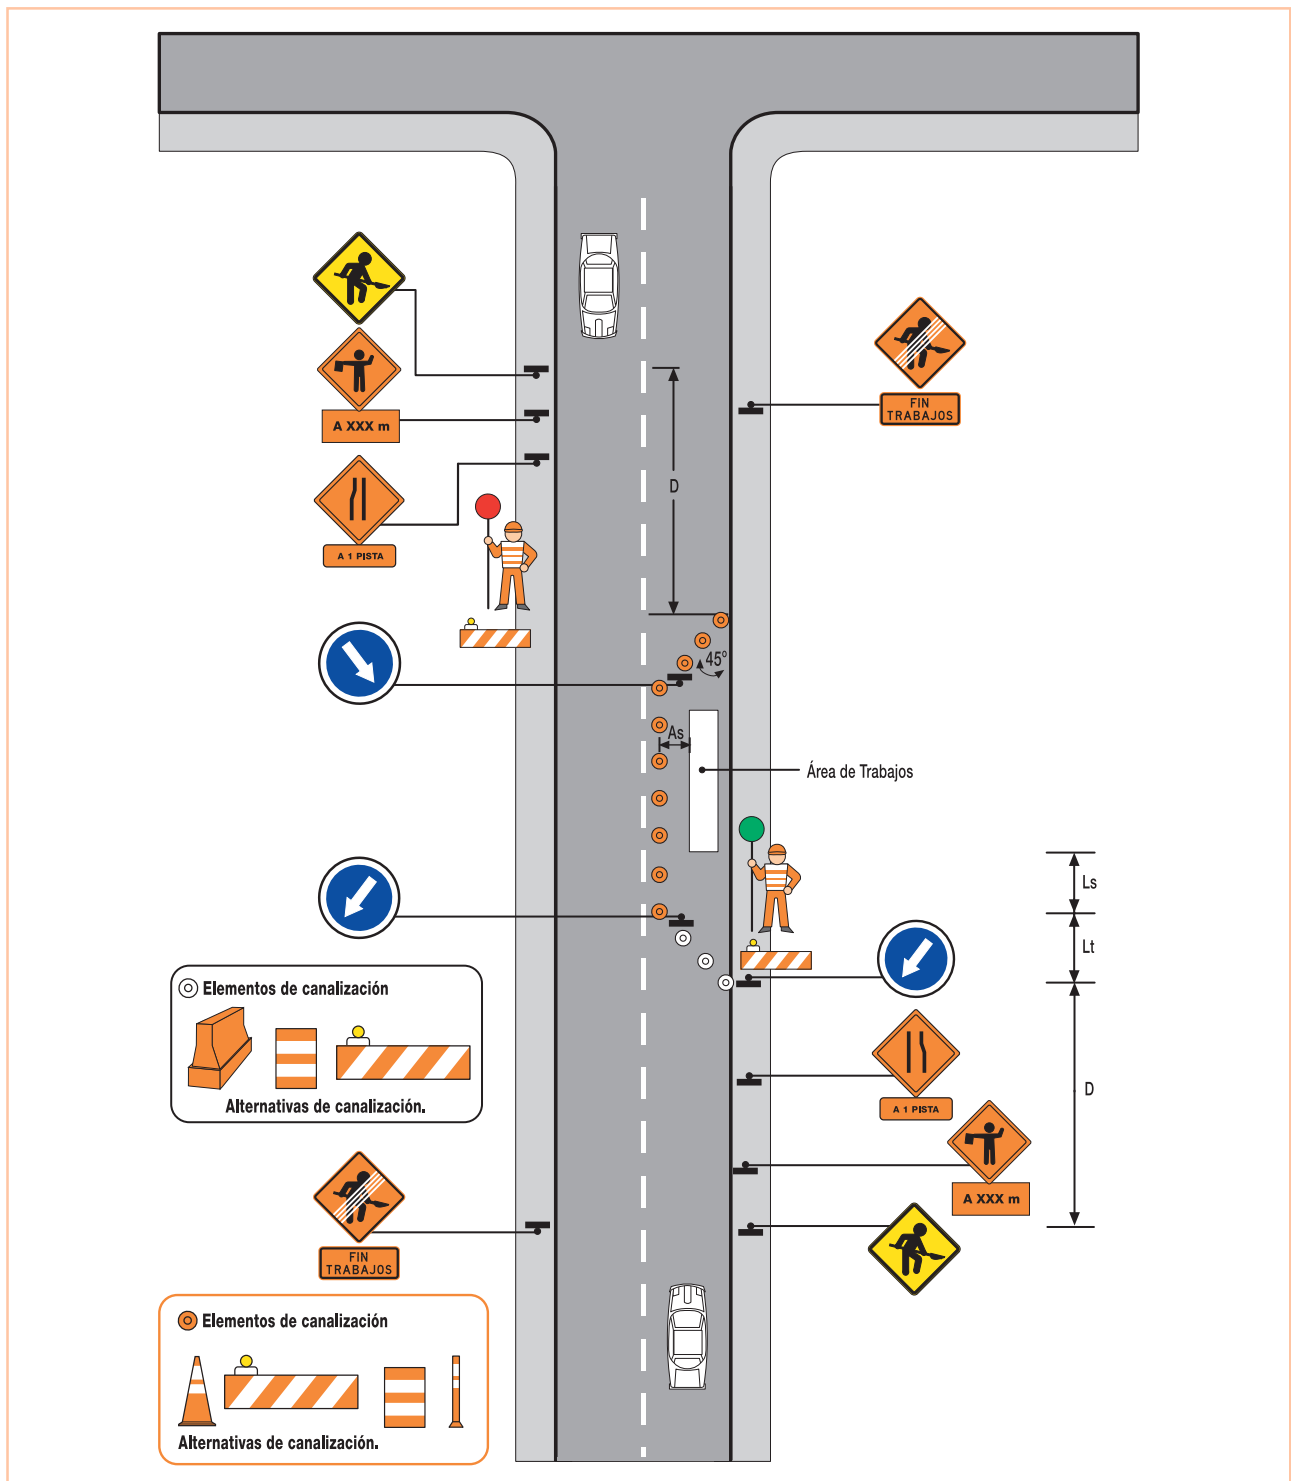 FIN
TRABAJOS
A XXX m
D
A 1 PISTA
45°
As
Área de Trabajos
Ls
Lt
Elementos de canalización
Alternativas de canalización.
A 1 PISTA
D
A XXX m
FIN
TRABAJOS
Elementos de canalización
Alternativas de canalización.